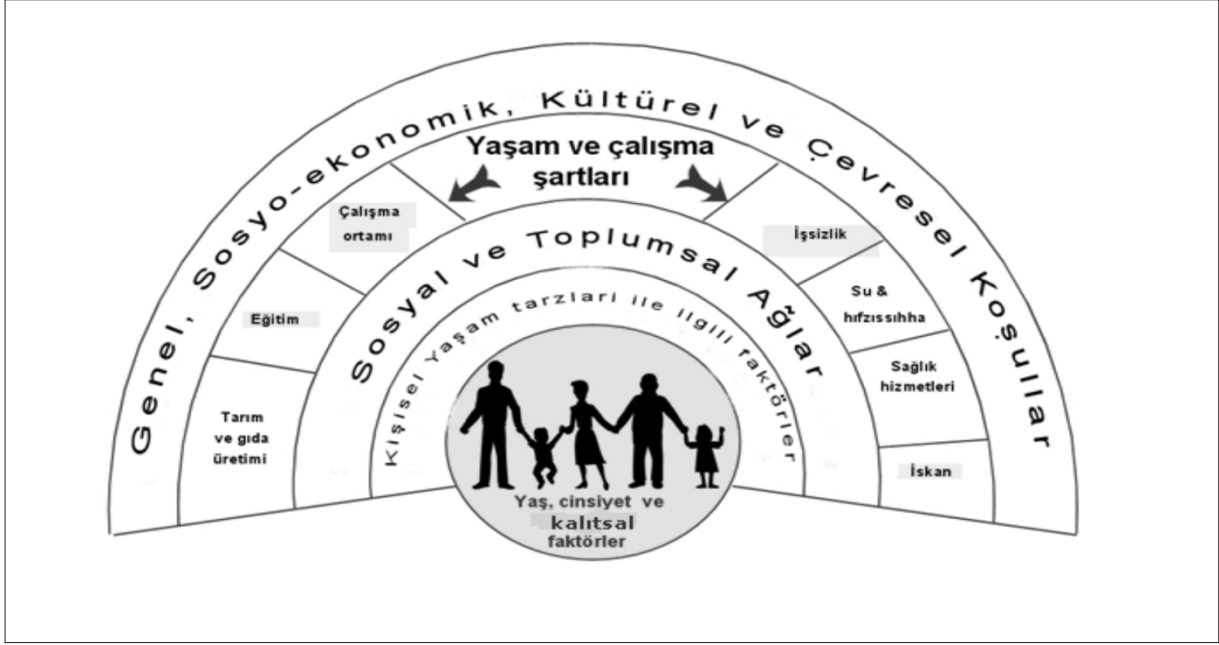 Genel, Sosyo-ekonomik, Kültürel ve Çevresel Koşullar
Yaşam ve çalışma
şartları
Çalışma
ortamı
Eğitim
Tarım
ve gıda
üretimi
İşsizlik
Su &
hıfzıssıhha
Sağlık
hizmetleri
İskan
Sosyal ve Toplumsal Ağlar
Kişisel Yaşam tarzlari ile ilgili faktörler
Yaş, cinsiyet ve
kalıtsal
faktörler